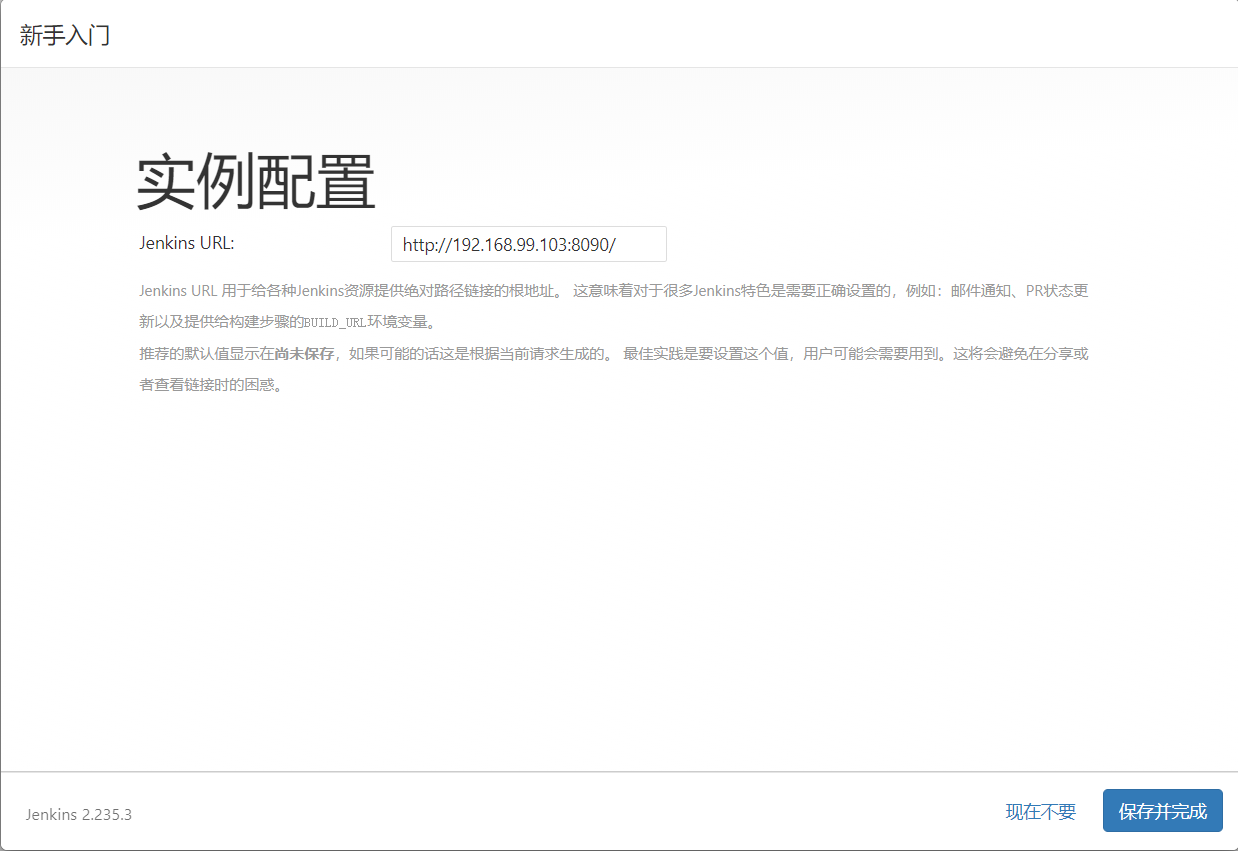 新手入门
实例配置
Jenkins URL:
http://192.168.99.103:8090/
Jenkins URL 用于给各种Jenkins资源提供绝对路径链接的根地址。 这意味着对于很多Jenkins特色是需要正确设置的，例如：邮件通知、PR状态更
新以及提供给构建步骤的BUILD_URL环境变量。
推荐的默认值显示在尚未保存，如果可能的话这是根据当前请求生成的。 最佳实践是要设置这个值，用户可能会需要用到。这将会避免在分享或
者查看链接时的困惑。
Jenkins 2.235.3
现在不要
保存并完成